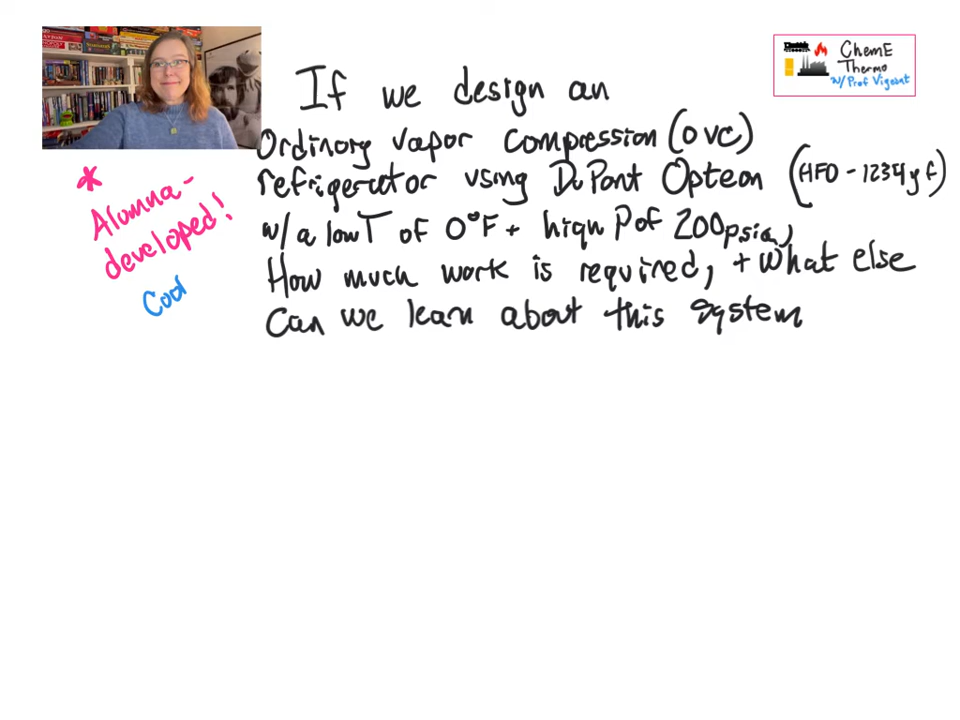 If we design an
Ordinary vapor compression (OVC)
refrigerator using DuPont Opteon (HFO-1234yf)
w/ a low T of 0°F + high P of 200psia,
How much work is required, + what else
Can we learn about this system
* Alumna-
developed!
Cool
ChemE
Thermo
w/ Prof Vigeant